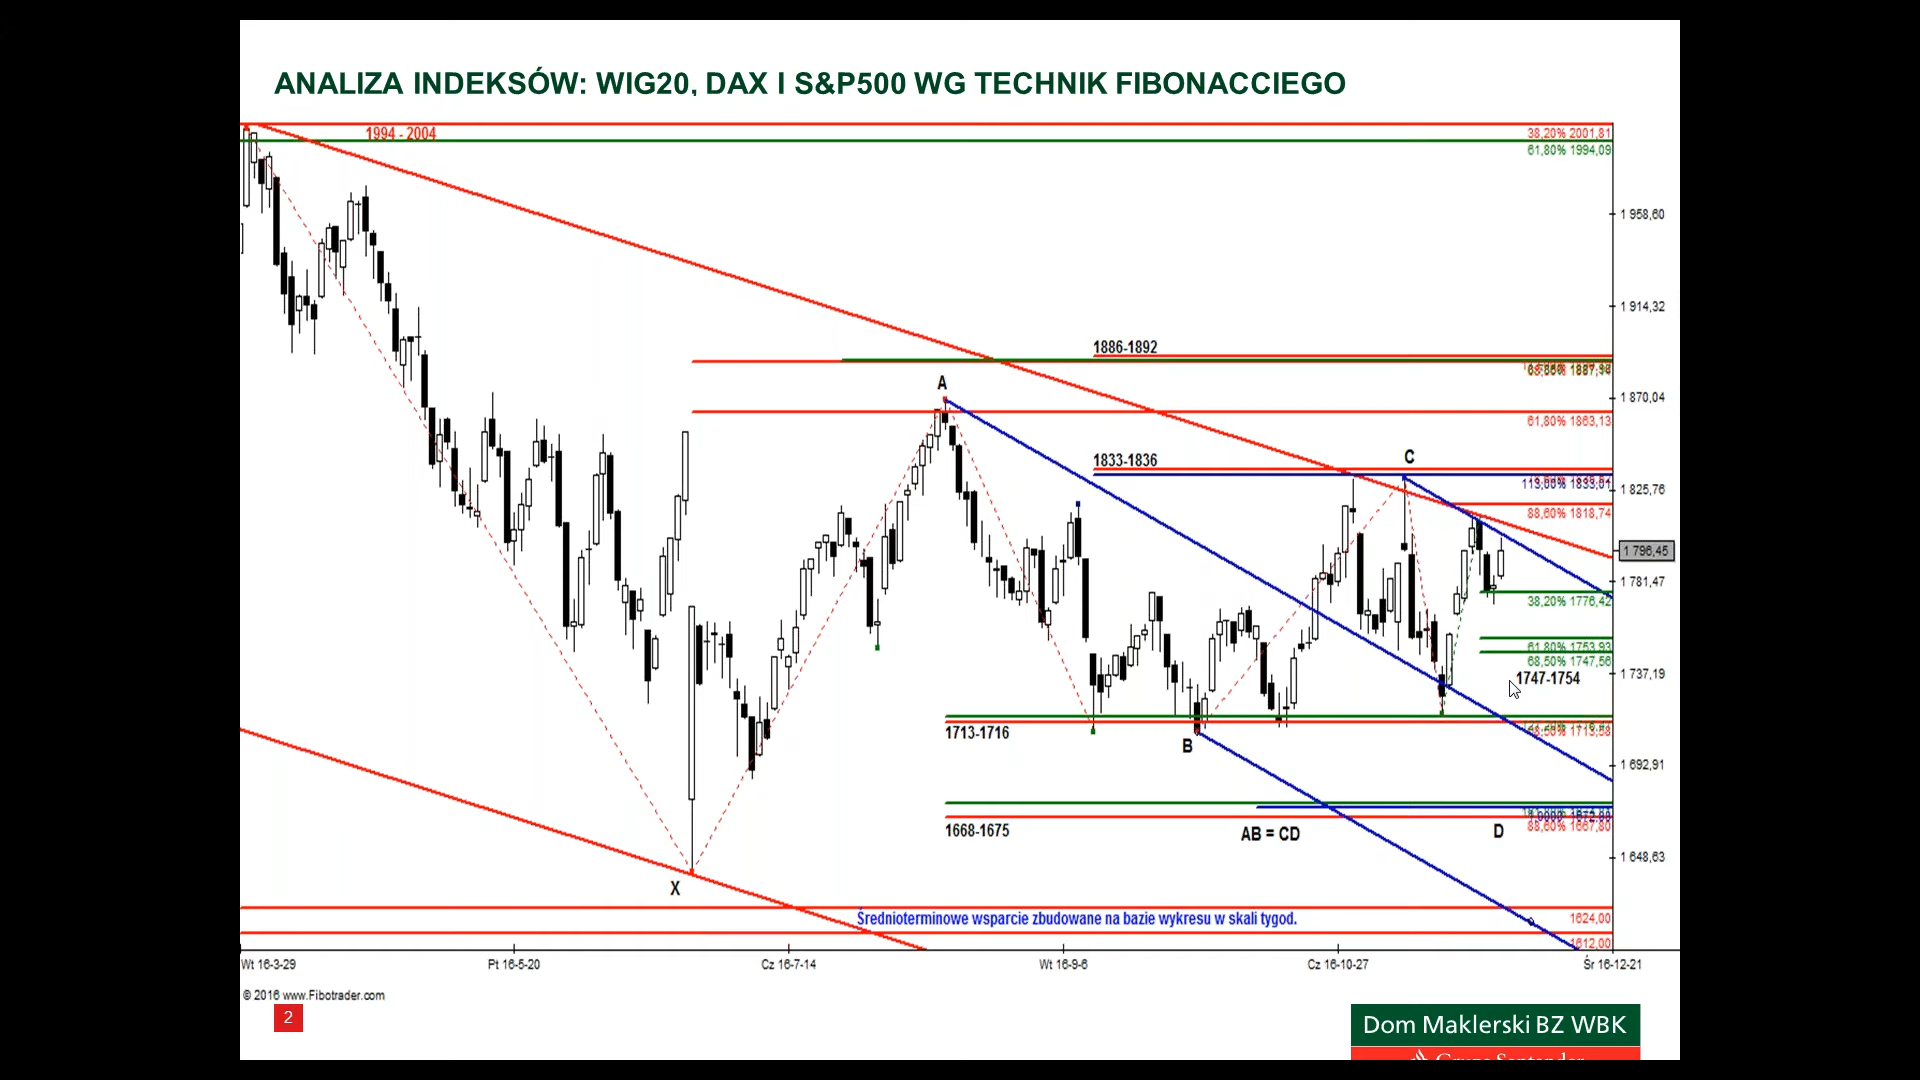 ANALIZA INDEKSÓW: WIG20, DAX I S&P500 WG TECHNIK FIBONACCIEGO
1994 - 2004
38,20% 2001,81
61,80% 1994,09
1 958,60
1 914,32
1886-1892
A
1 870,04
61,80% 1863,13
C
1833-1836
113,00% 1833,01
1 825,76
88,60% 1818,74
1 796,45
1 781,47
38,20% 1776,42
61,80% 1753,93
68,50% 1747,56
1 737,19
1747-1754
1713-1716
B
1 692,91
1668-1675
AB = CD
D
88,60% 1667,80
1 648,63
X
Średnioterminowe wsparcie zbudowane na bazie wykresu w skali tygod.
1624,00
1612,00
Wt 16-3-29
Pt 16-5-20
Cz 16-7-14
Wt 16-9-6
Cz 16-10-27
Śr 16-12-21
© 2016 www.Fibotrader.com
2
Dom Maklerski BZ WBK